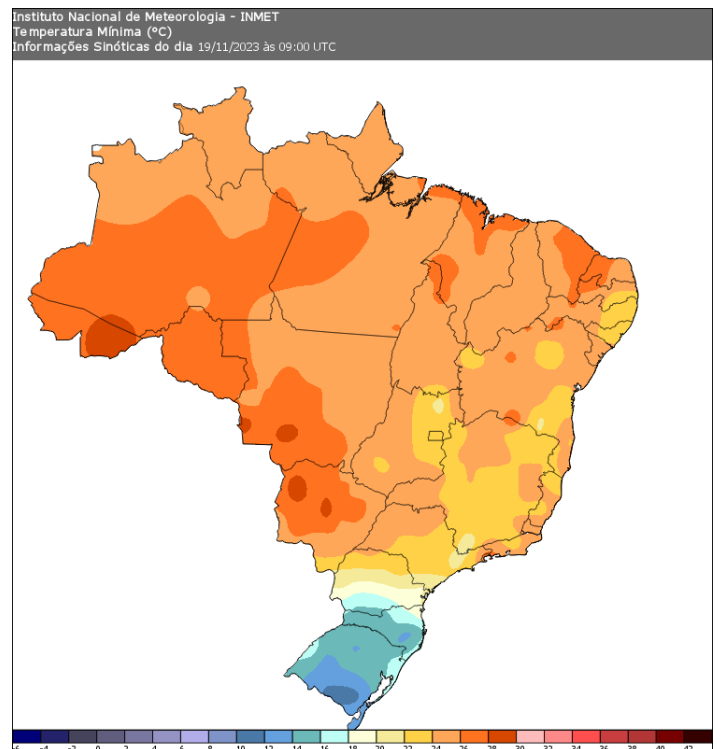 Instituto Nacional de Meteorologia - INMET
Temperatura Mínima (°C)
Informações Sinóticas do dia 19/11/2023 às 09:00 UTC
-6 -4 -2 0 2 4 6 8 10 12 14 16 18 20 22 24 26 28 30 32 34 36 38 40 42